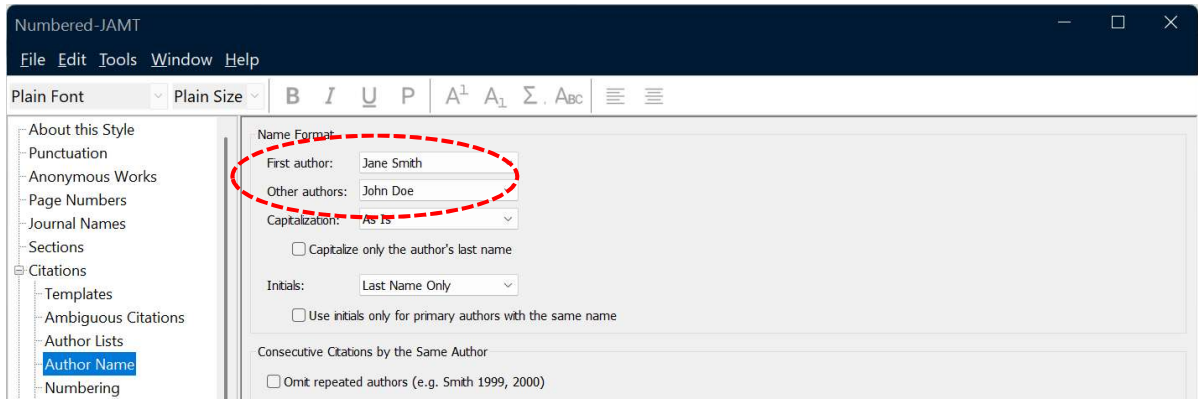 Numbered-JAMT
File Edit Tools Window Help
Plain Font Plain Size B I U P A1 A1 Σ ABC
About this Style
Punctuation
Anonymous Works
Page Numbers
Journal Names
Sections
Citations
Templates
Ambiguous Citations
Author Lists
Author Name
Numbering
Name Format
First author: Jane Smith
Other authors: John Doe
Capitalization: As Is
Capitalize only the author's last name
Initials: Last Name Only
Use initials only for primary authors with the same name
Consecutive Citations by the Same Author
Omit repeated authors (e.g. Smith 1999, 2000)